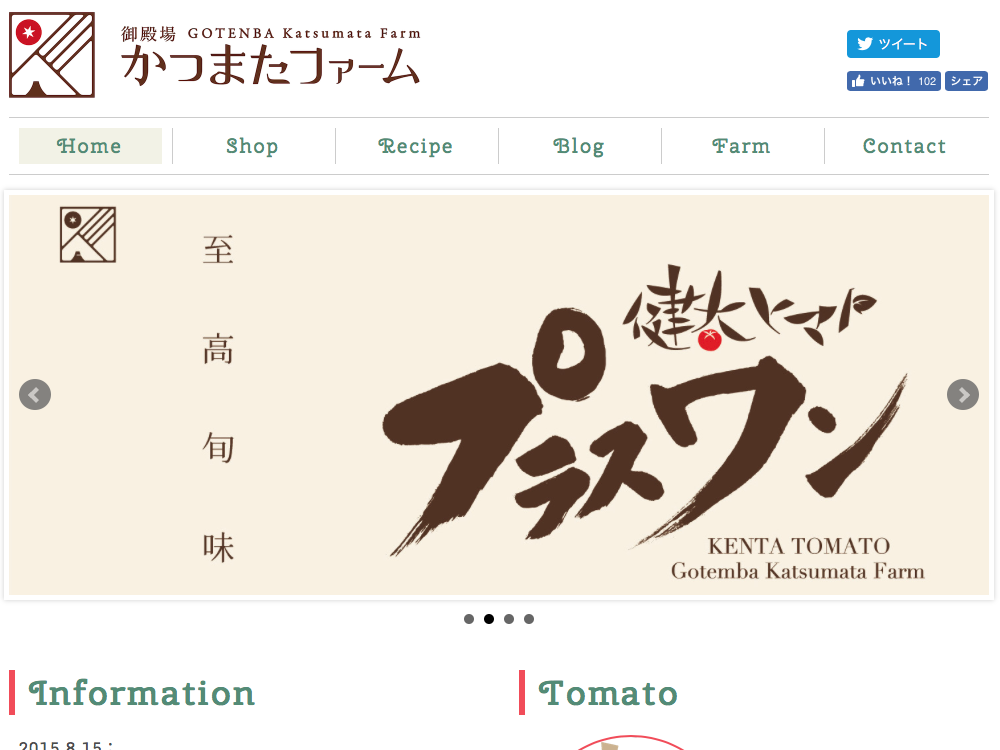 御殿場 GOTENBA Katsumata Farm
かつまたファーム
ツイート
いいね！ 102 シェア
Home Shop Recipe Blog Farm Contact
至高旬味
健太トマト
プラスワン
KENTA TOMATO
Gotemba Katsumata Farm
Information
Tomato
2015.8.15：